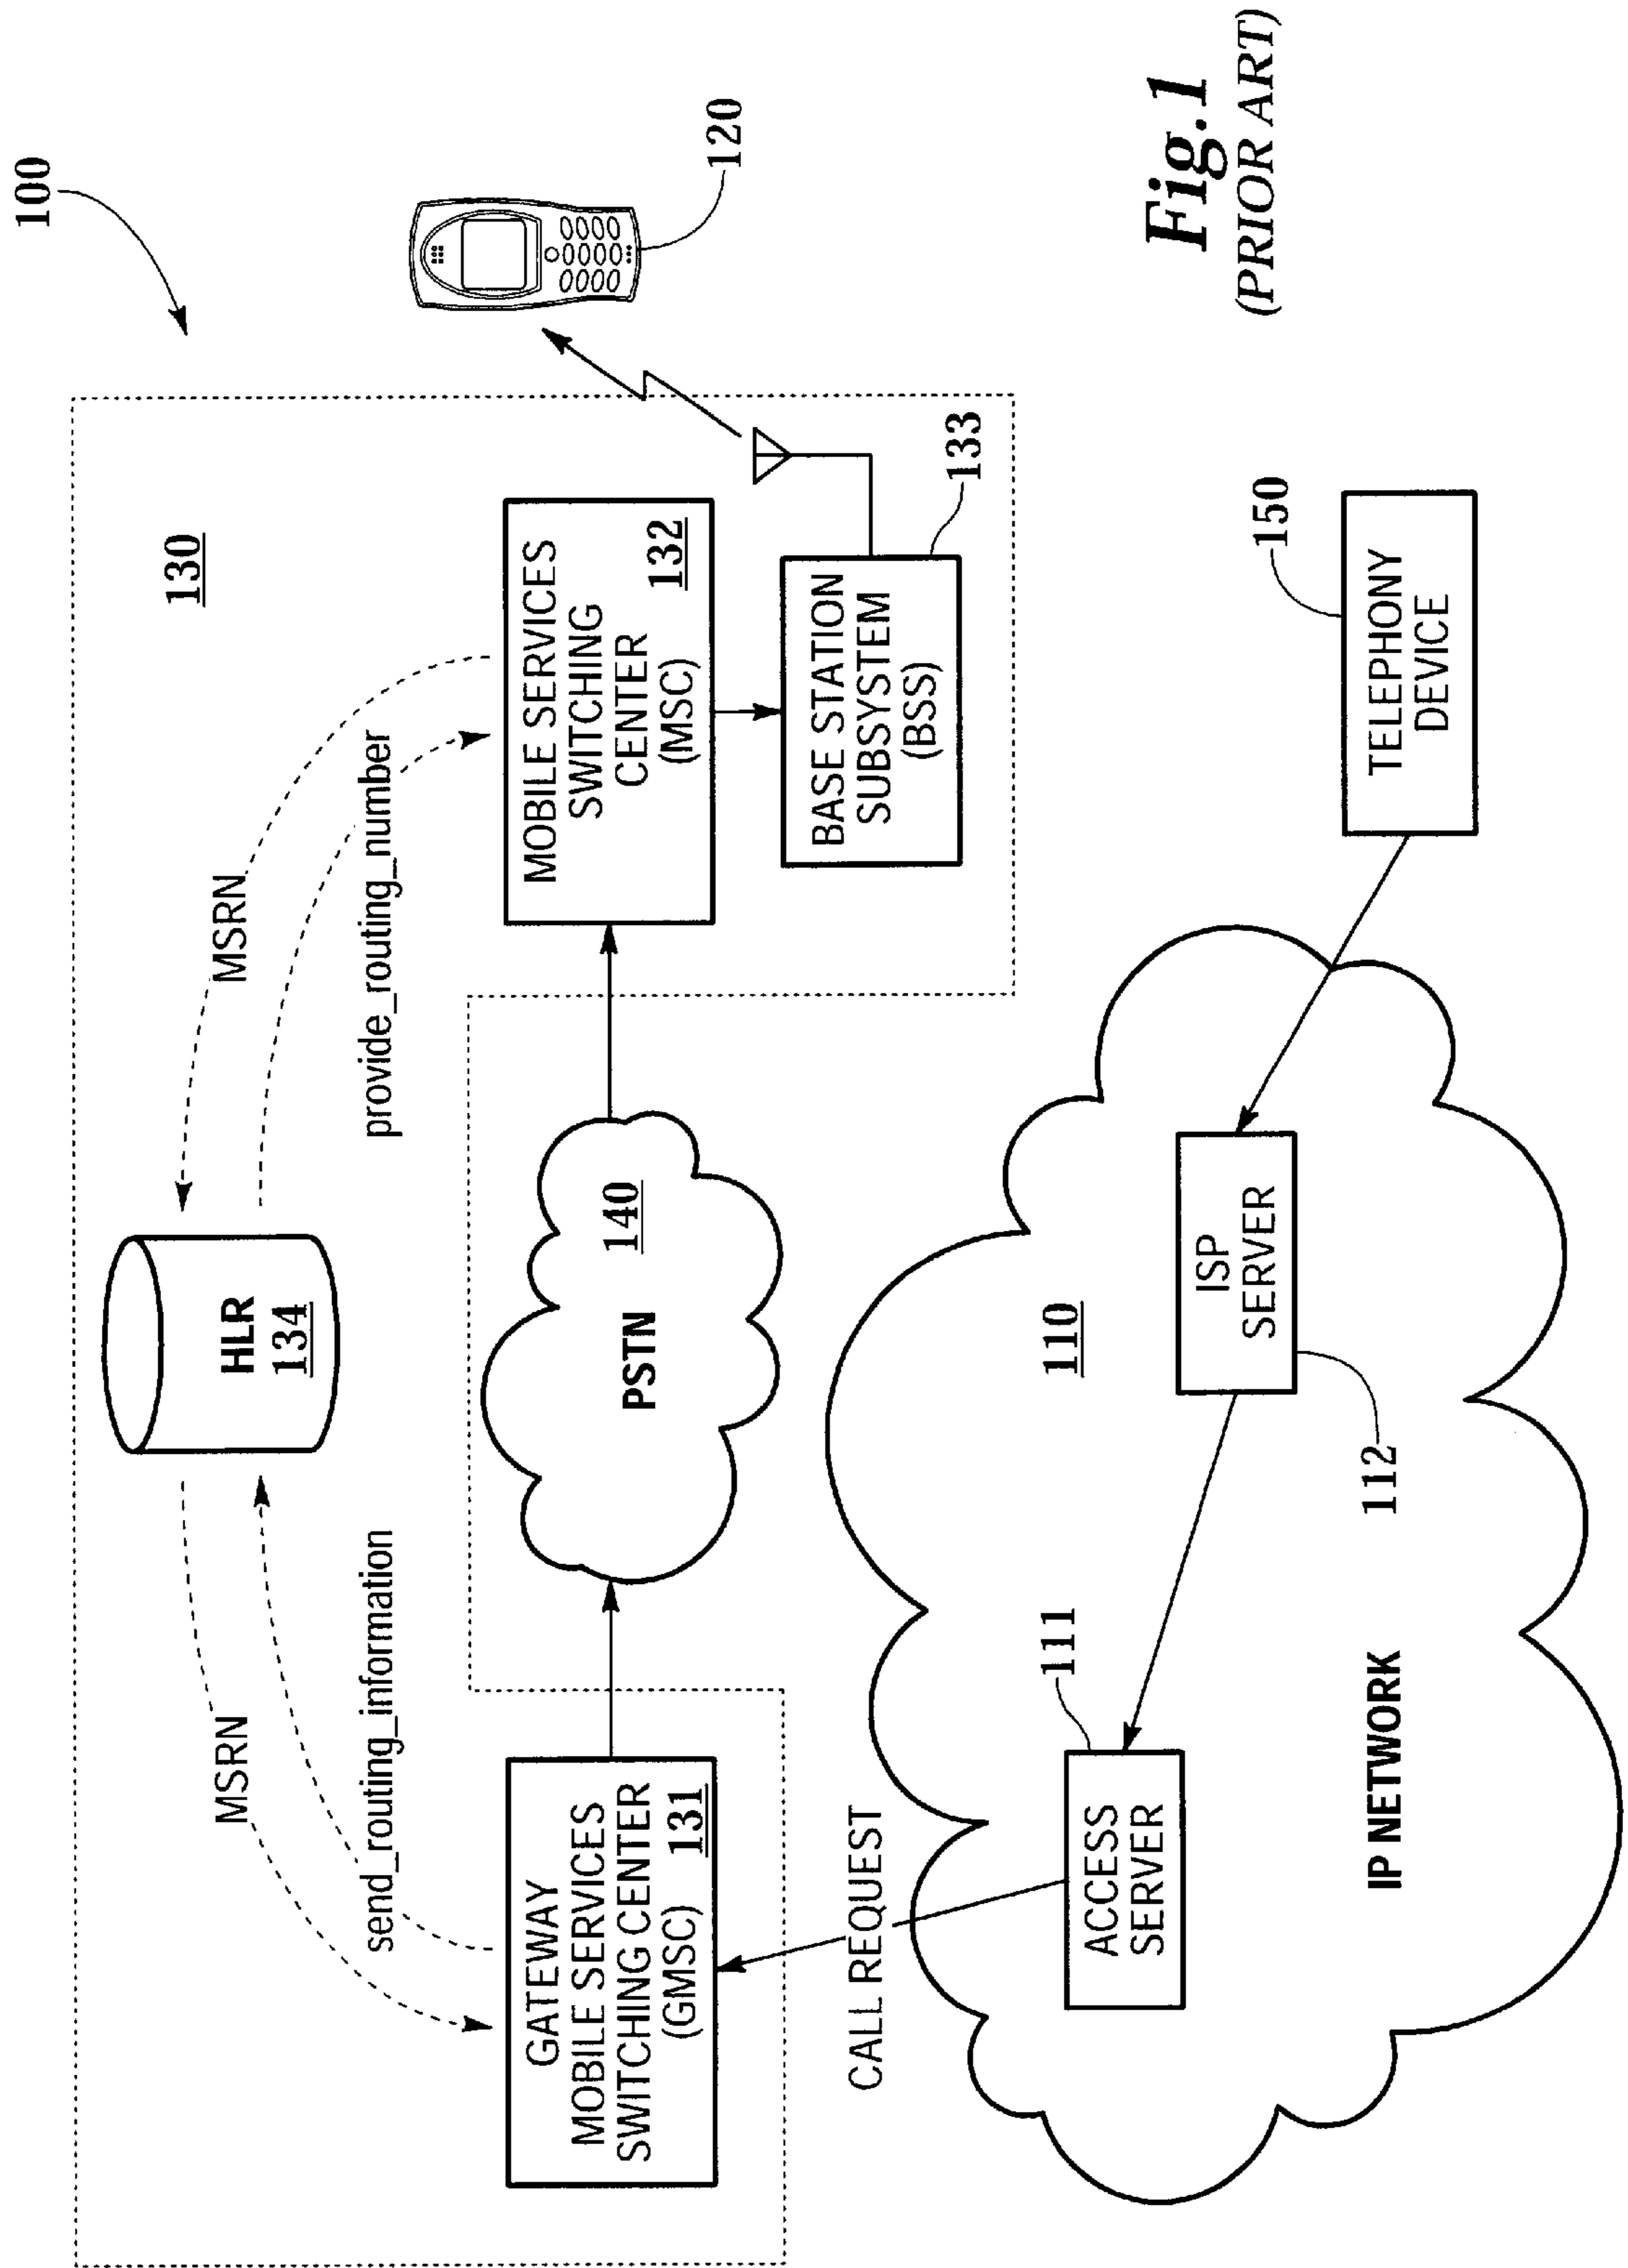 100
130
MSRN
HLR
134
MSRN
provide_routing_number
send_routing_information
120
GATEWAY
MOBILE SERVICES
SWITCHING CENTER
(GMSC)
131
PSTN
140
MOBILE SERVICES
SWITCHING
CENTER
(MSC)
132
BASE STATION
SUBSYSTEM
(BSS)
133
CALL REQUEST
110
111
ACCESS
SERVER
ISP
SERVER
112
IP NETWORK
150
TELEPHONY
DEVICE
Fig.1
(PRIOR ART)